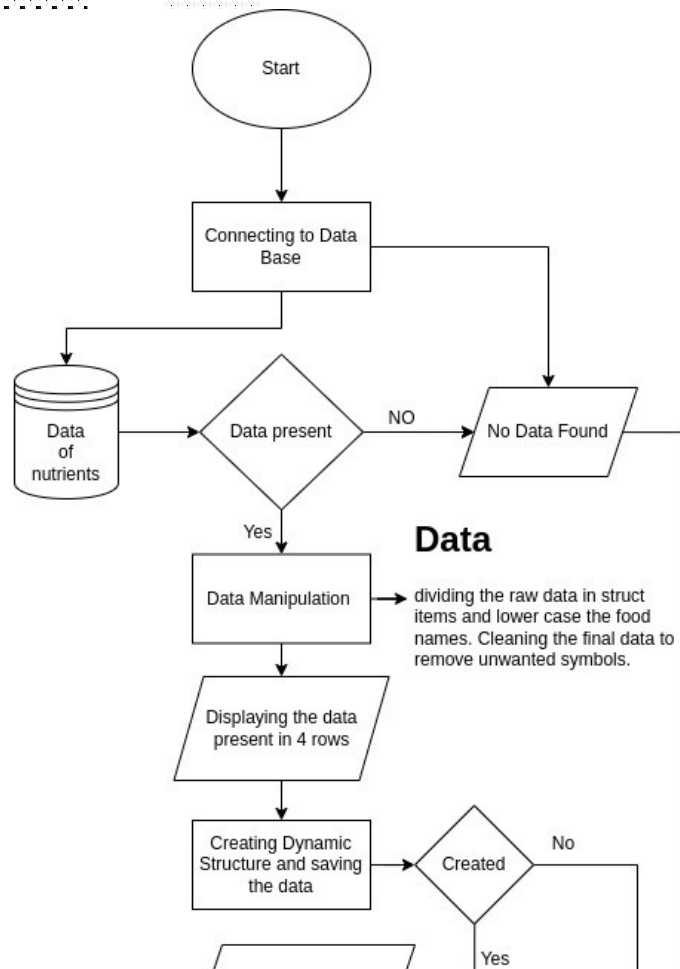 Start
Connecting to Data
Base
Data
of
nutrients
Data present
NO
No Data Found
Yes
Data
Data Manipulation
dividing the raw data in struct
items and lower case the food
names. Cleaning the final data to
remove unwanted symbols.
Displaying the data
present in 4 rows
Creating Dynamic
Structure and saving
the data
Created
No
Yes